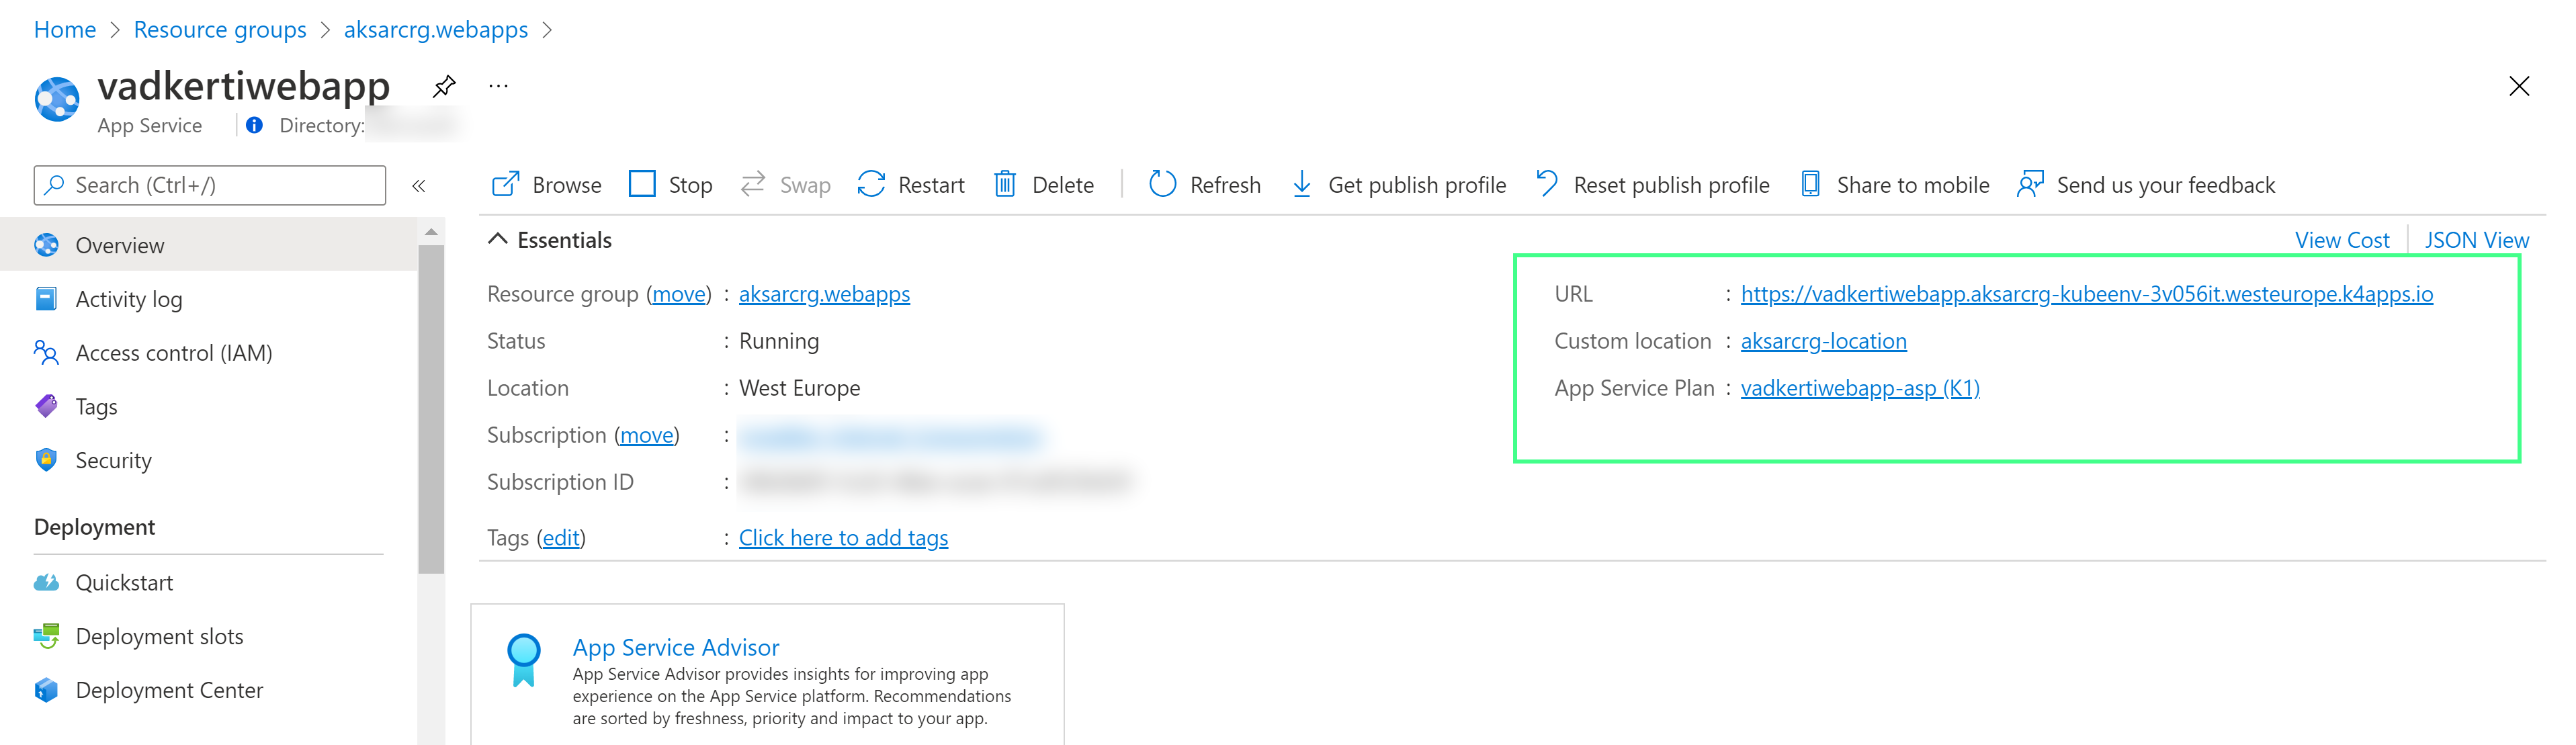 Home > Resource groups > aksarcrg.webapps >
vadkertiwebapp ...
App Service | Directory:
Search (Ctrl+/) «
Browse Stop Swap Restart Delete Refresh Get publish profile Reset publish profile Share to mobile Send us your feedback
Overview
Activity log
Access control (IAM)
Tags
Security
Deployment
Quickstart
Deployment slots
Deployment Center
Essentials
View Cost | JSON View
Resource group (move) : aksarcrg.webapps
Status : Running
Location : West Europe
Subscription (move) :
Subscription ID :
Tags (edit) : Click here to add tags
URL : https://vadkertiwebapp.aksarcrg-kubeenv-3v056it.westeurope.k4apps.io
Custom location : aksarcrg-location
App Service Plan : vadkertiwebapp-asp (K1)
App Service Advisor
App Service Advisor provides insights for improving app
experience on the App Service platform. Recommendations
are sorted by freshness, priority and impact to your app.